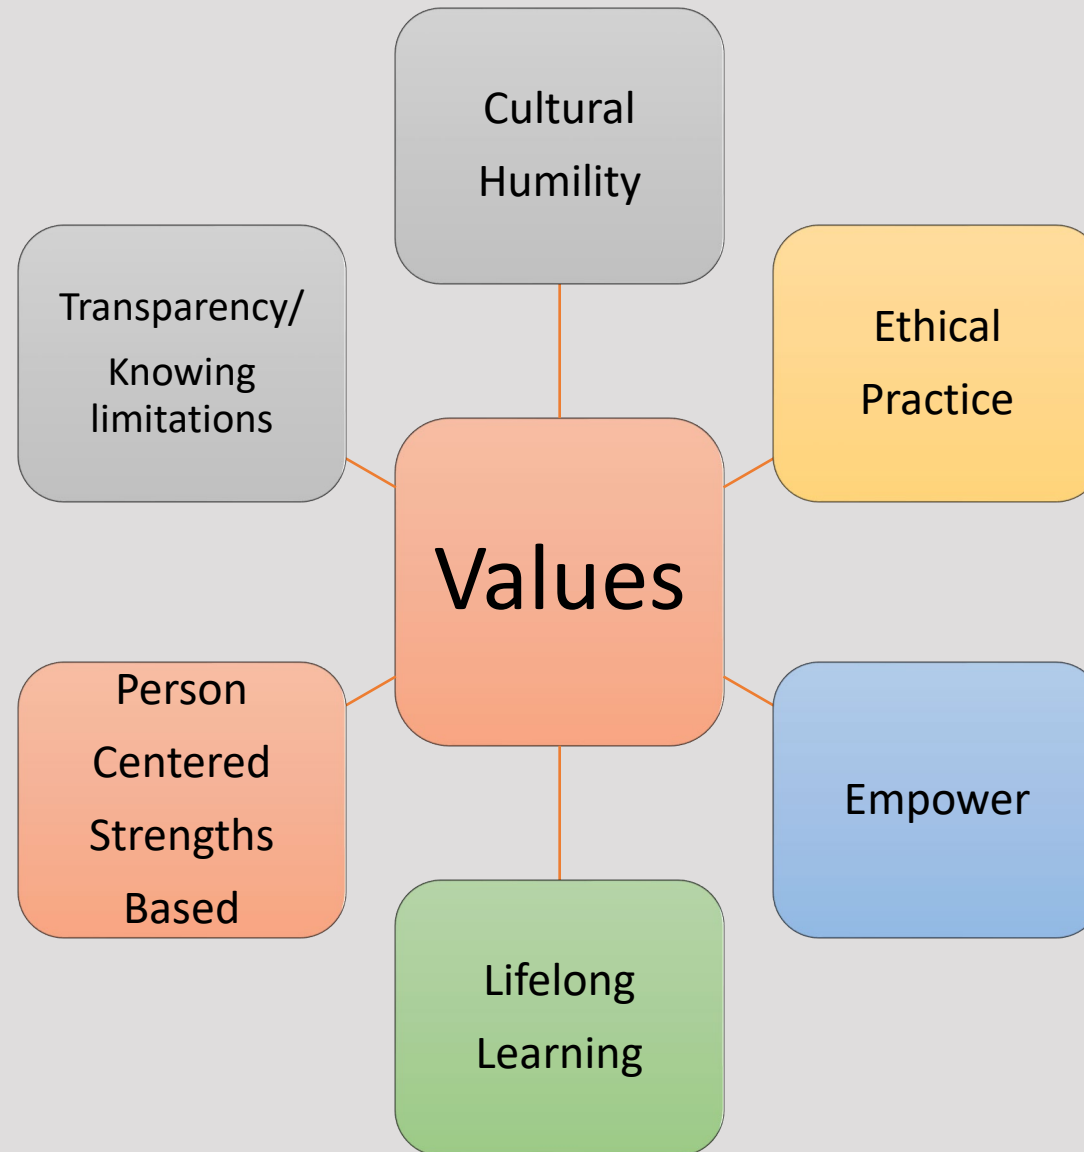 Cultural
Humility
Transparency/
Knowing
limitations
Ethical
Practice
Values
Person
Centered
Strengths
Based
Empower
Lifelong
Learning